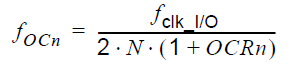 f_OCn = f_clk_I/O / 2 · N · (1 + OCRn)